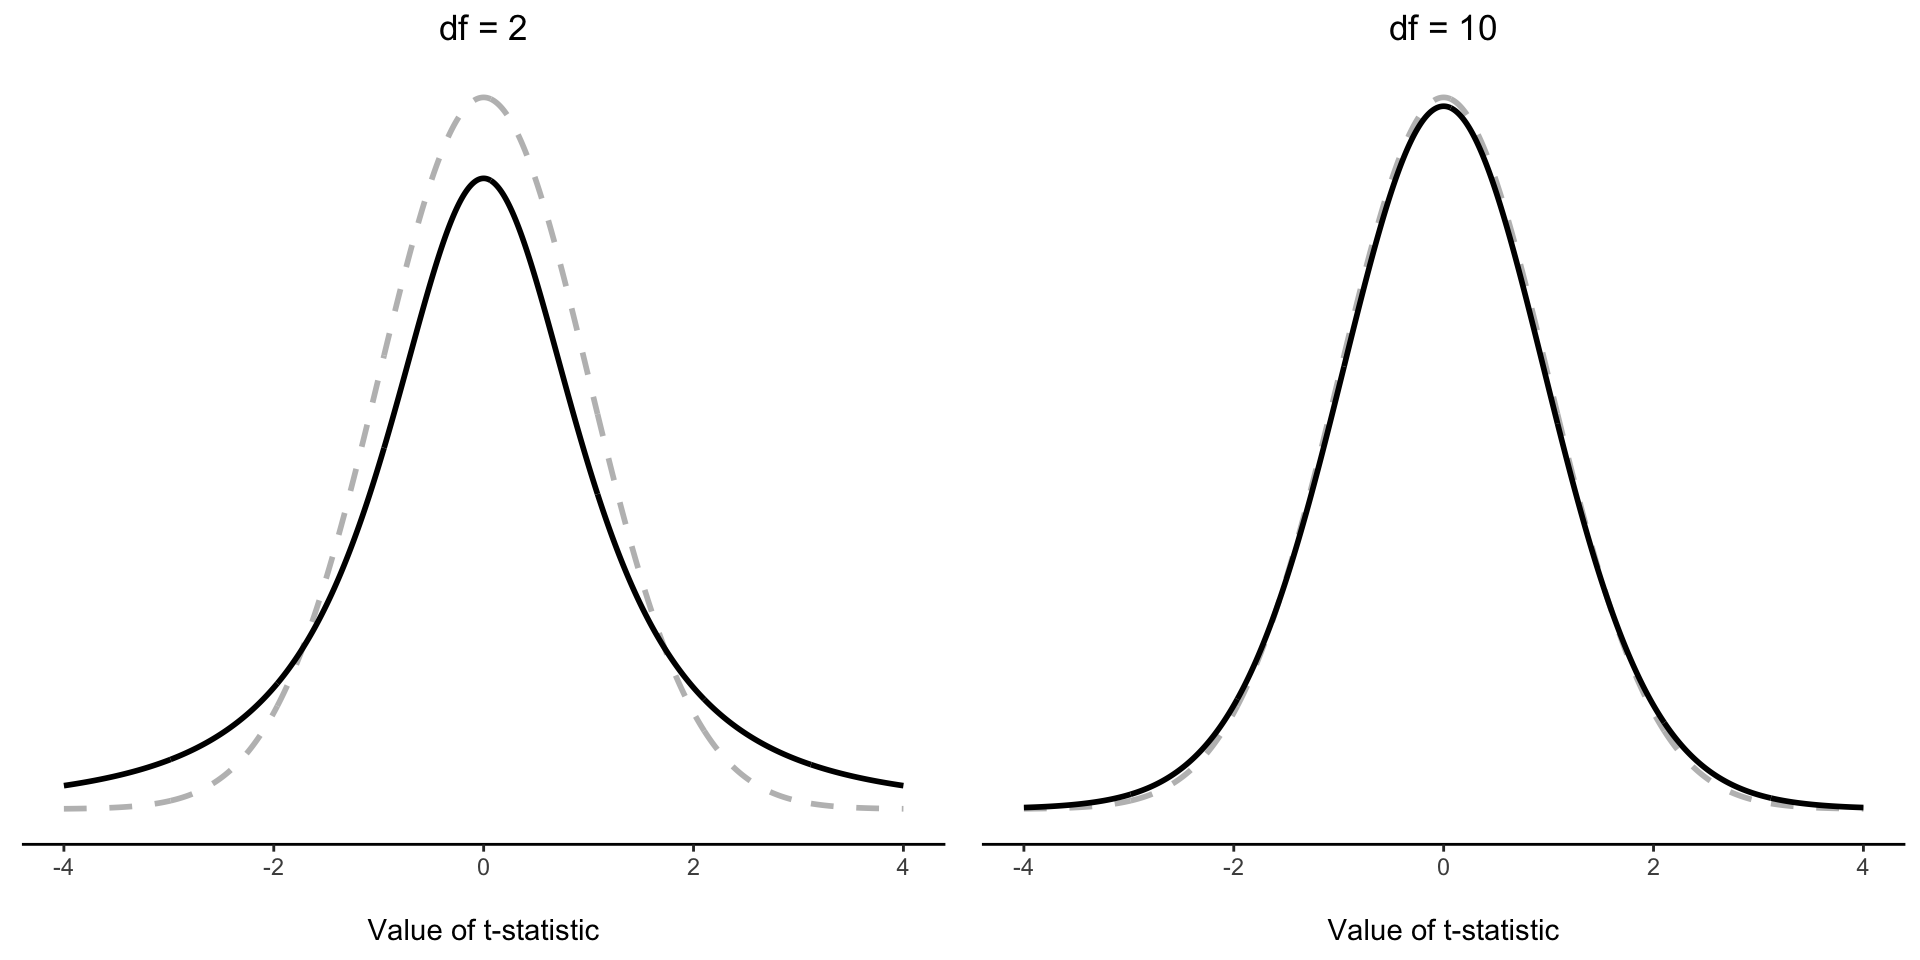 df = 2
-4 -2 0 2 4
Value of t-statistic
df = 10
-4 -2 0 2 4
Value of t-statistic